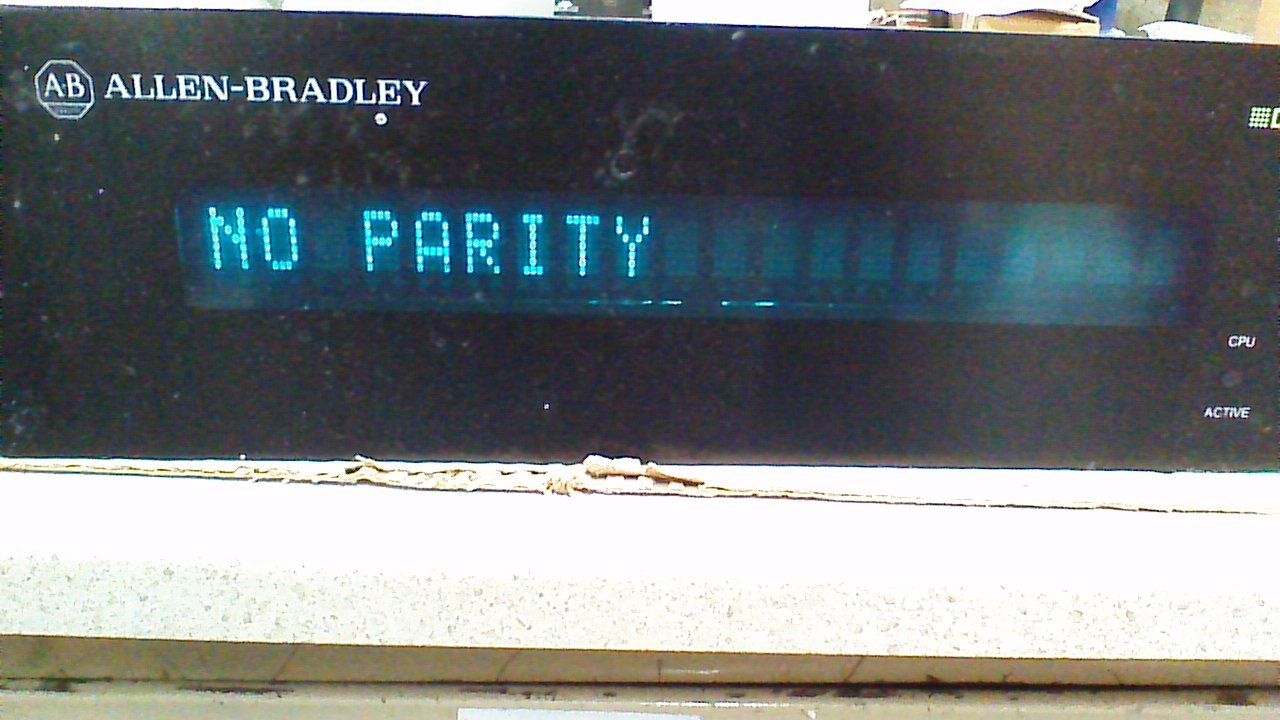 AB ALLEN-BRADLEY
NO PARITY
CPU
ACTIVE